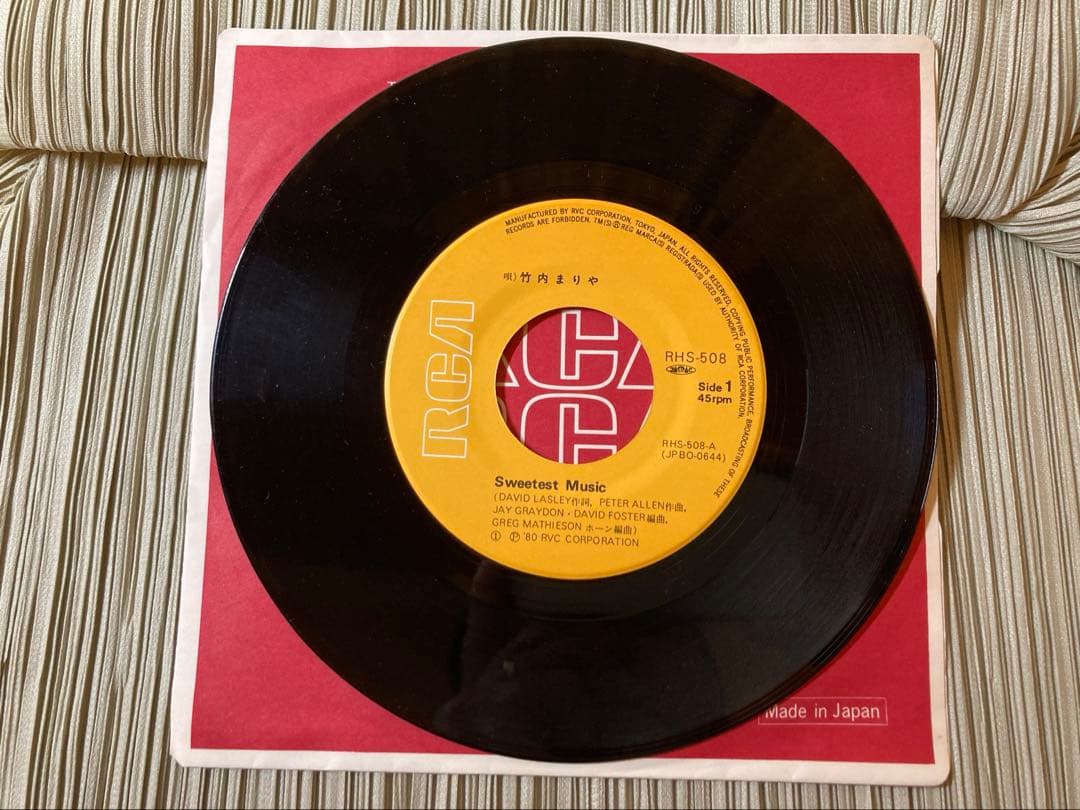 MANUFACTURED BY RVC CORPORATION, TOKYO, JAPAN. ALL RIGHTS RESERVED. COPYING PUBLIC PERFORMANCE, BROADCASTING OF THESE
RECORDS ARE FORBIDDEN. TM(S) ® REG MARCA(S) REGISTRADA(S) USED BY AUTHORITY OF RCA CORPORATION.
唄) 竹内まりや
RCA
RHS-508
Side 1
45rpm
RHS-508-A
(JPBO-0644)
Sweetest Music
(DAVID LASLEY作詞, PETER ALLEN作曲,
JAY GRAYDON・DAVID FOSTER編曲,
GREG MATHIESON ホーン編曲)
① Ⓟ '80 RVC CORPORATION
Made in Japan